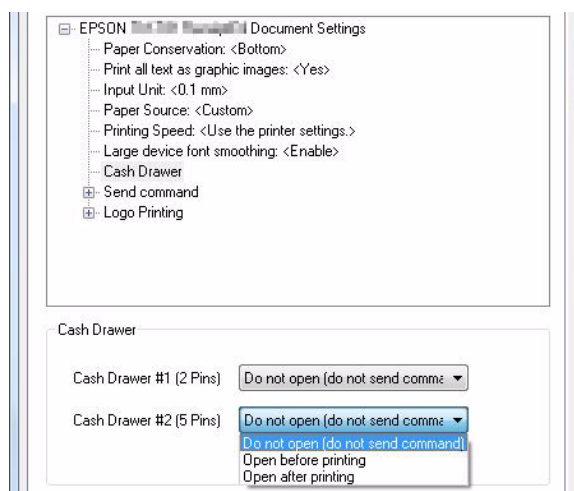 EPSON Document Settings
Paper Conservation: <Bottom>
Print all text as graphic images: <Yes>
Input Unit: <0.1 mm>
Paper Source: <Custom>
Printing Speed: <Use the printer settings.>
Large device font smoothing: <Enable>
Cash Drawer
Send command
Logo Printing
Cash Drawer
Cash Drawer #1 (2 Pins) Do not open (do not send comma
Cash Drawer #2 (5 Pins) Do not open (do not send comma
Do not open (do not send command)
Open before printing
Open after printing